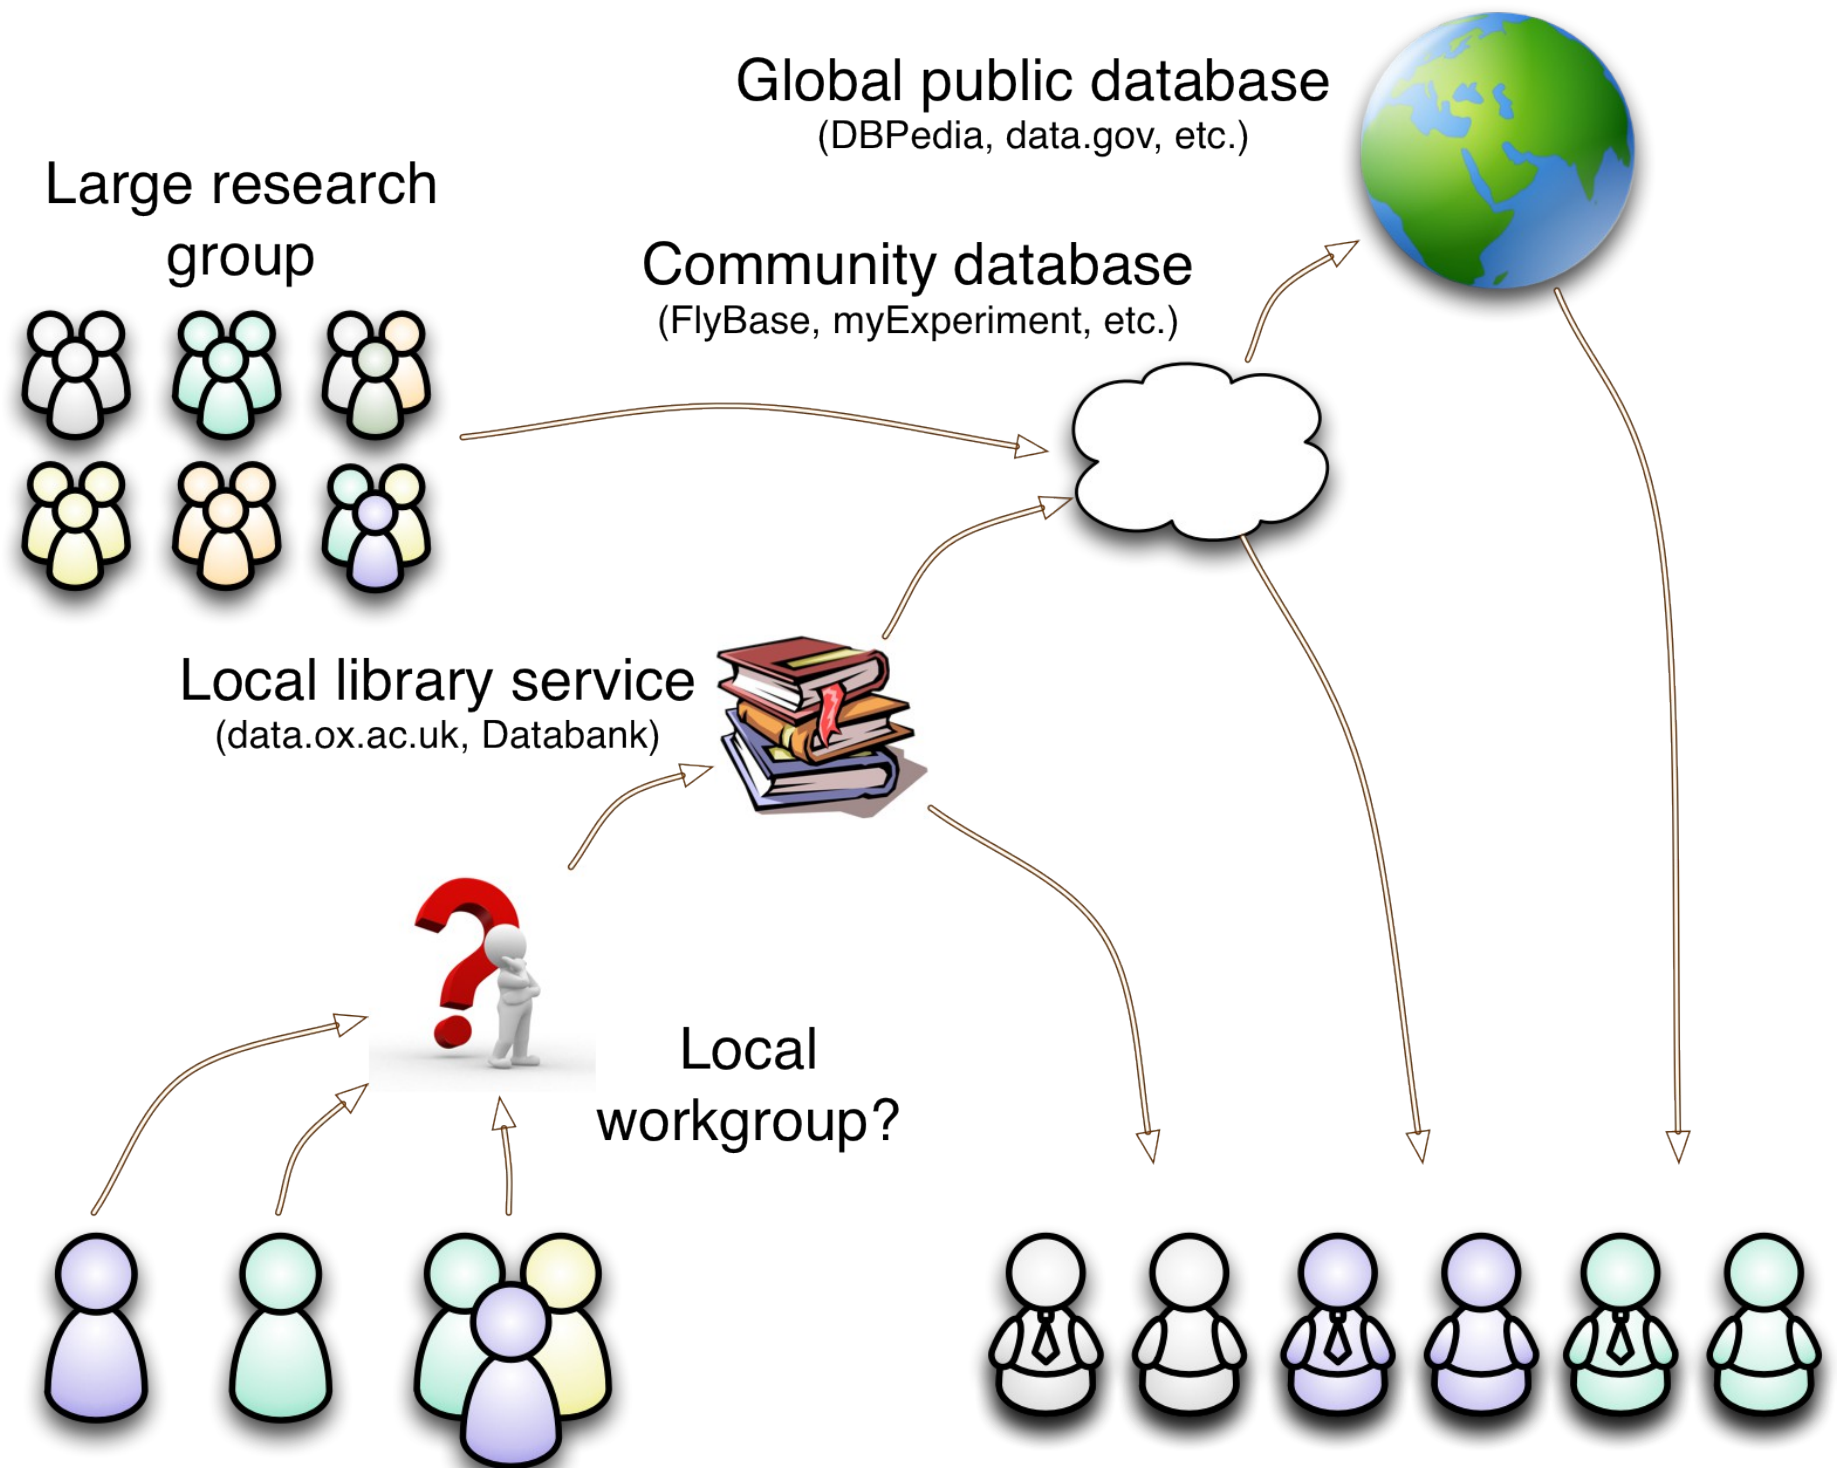 Global public database
(DBPedia, data.gov, etc.)
Large research
group
Community database
(FlyBase, myExperiment, etc.)
Local library service
(data.ox.ac.uk, Databank)
Local
workgroup?